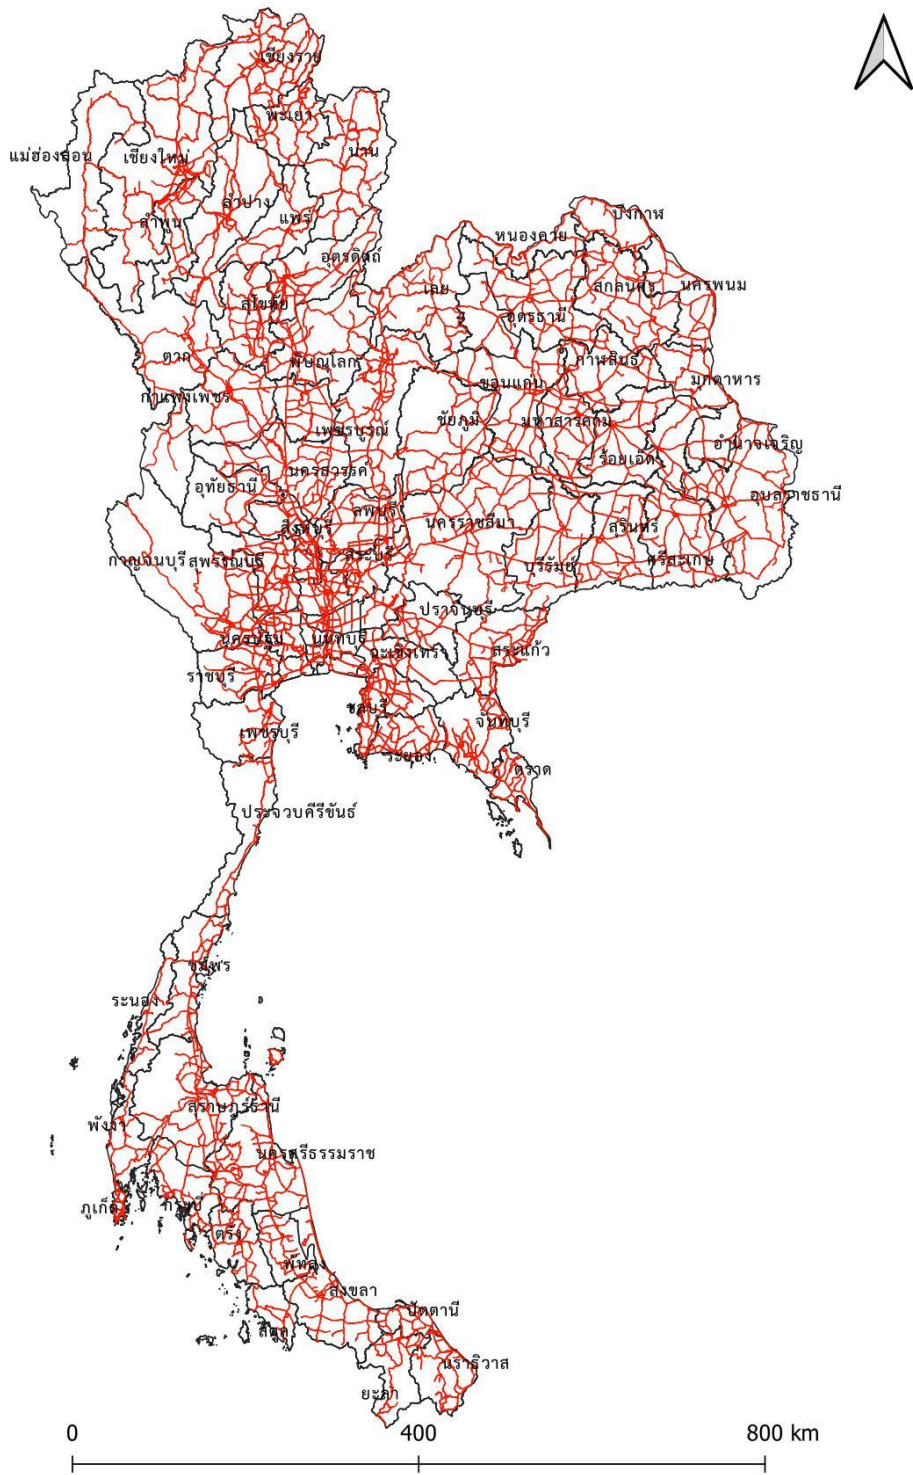 เชียงราย
พะเยา
น่าน
แม่ฮ่องสอน
เชียงใหม่
ลำปาง
แพร่
ลำพูน
บึงกาฬ
หนองคาย
อุตรดิตถ์
เลย
สกลนคร
นครพนม
สุโขทัย
อุดรธานี
ตาก
พิษณุโลก
กาฬสินธุ์
มุกดาหาร
ขอนแก่น
กำแพงเพชร
ชัยภูมิ
มหาสารคาม
เพชรบูรณ์
อำนาจเจริญ
ร้อยเอ็ด
นครสวรรค์
อุทัยธานี
อุบลราชธานี
ลพบุรี
นครราชสีมา
สิงห์บุรี
สุรินทร์
สระบุรี
กาญจนบุรี
สุพรรณบุรี
บุรีรัมย์
ศรีสะเกษ
ปราจีนบุรี
นครปฐม
นนทบุรี
ฉะเชิงเทรา
สระแก้ว
ราชบุรี
ชลบุรี
จันทบุรี
เพชรบุรี
ระยอง
ตราด
ประจวบคีรีขันธ์
ชุมพร
ระนอง
สุราษฎร์ธานี
พังงา
นครศรีธรรมราช
ภูเก็ต
กระบี่
ตรัง
พัทลุง
สงขลา
ปัตตานี
สตูล
นราธิวาส
ยะลา
0 400 800 km